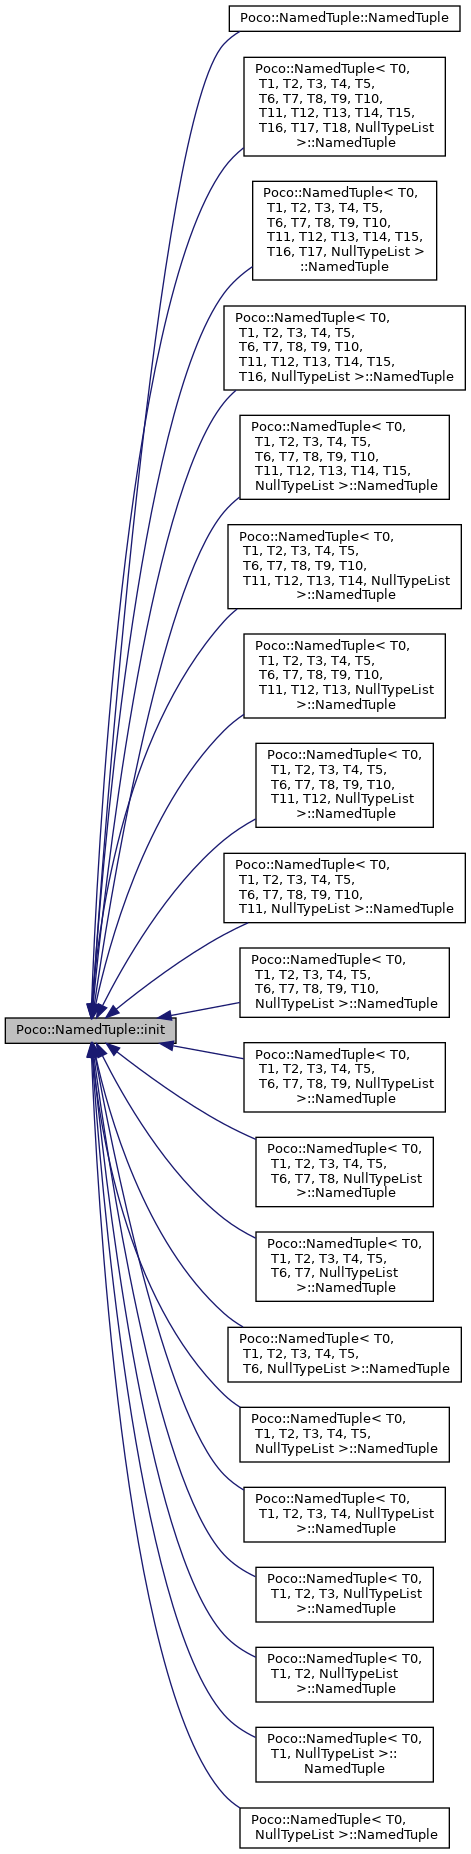 Poco::NamedTuple::NamedTuple
Poco::NamedTuple< T0,
T1, T2, T3, T4, T5,
T6, T7, T8, T9, T10,
T11, T12, T13, T14, T15,
T16, T17, T18, NullTypeList
>::NamedTuple
Poco::NamedTuple< T0,
T1, T2, T3, T4, T5,
T6, T7, T8, T9, T10,
T11, T12, T13, T14, T15,
T16, T17, NullTypeList >
::NamedTuple
Poco::NamedTuple< T0,
T1, T2, T3, T4, T5,
T6, T7, T8, T9, T10,
T11, T12, T13, T14, T15,
T16, NullTypeList >::NamedTuple
Poco::NamedTuple< T0,
T1, T2, T3, T4, T5,
T6, T7, T8, T9, T10,
T11, T12, T13, T14, T15,
NullTypeList >::NamedTuple
Poco::NamedTuple< T0,
T1, T2, T3, T4, T5,
T6, T7, T8, T9, T10,
T11, T12, T13, T14, NullTypeList
>::NamedTuple
Poco::NamedTuple< T0,
T1, T2, T3, T4, T5,
T6, T7, T8, T9, T10,
T11, T12, T13, NullTypeList
>::NamedTuple
Poco::NamedTuple< T0,
T1, T2, T3, T4, T5,
T6, T7, T8, T9, T10,
T11, T12, NullTypeList
>::NamedTuple
Poco::NamedTuple< T0,
T1, T2, T3, T4, T5,
T6, T7, T8, T9, T10,
T11, NullTypeList >::NamedTuple
Poco::NamedTuple< T0,
T1, T2, T3, T4, T5,
T6, T7, T8, T9, T10,
NullTypeList >::NamedTuple
Poco::NamedTuple::init
Poco::NamedTuple< T0,
T1, T2, T3, T4, T5,
T6, T7, T8, T9, NullTypeList
>::NamedTuple
Poco::NamedTuple< T0,
T1, T2, T3, T4, T5,
T6, T7, T8, NullTypeList
>::NamedTuple
Poco::NamedTuple< T0,
T1, T2, T3, T4, T5,
T6, T7, NullTypeList
>::NamedTuple
Poco::NamedTuple< T0,
T1, T2, T3, T4, T5,
T6, NullTypeList >::NamedTuple
Poco::NamedTuple< T0,
T1, T2, T3, T4, T5,
NullTypeList >::NamedTuple
Poco::NamedTuple< T0,
T1, T2, T3, T4, NullTypeList
>::NamedTuple
Poco::NamedTuple< T0,
T1, T2, T3, NullTypeList
>::NamedTuple
Poco::NamedTuple< T0,
T1, T2, NullTypeList
>::NamedTuple
Poco::NamedTuple< T0,
T1, NullTypeList >::
NamedTuple
Poco::NamedTuple< T0,
NullTypeList >::NamedTuple